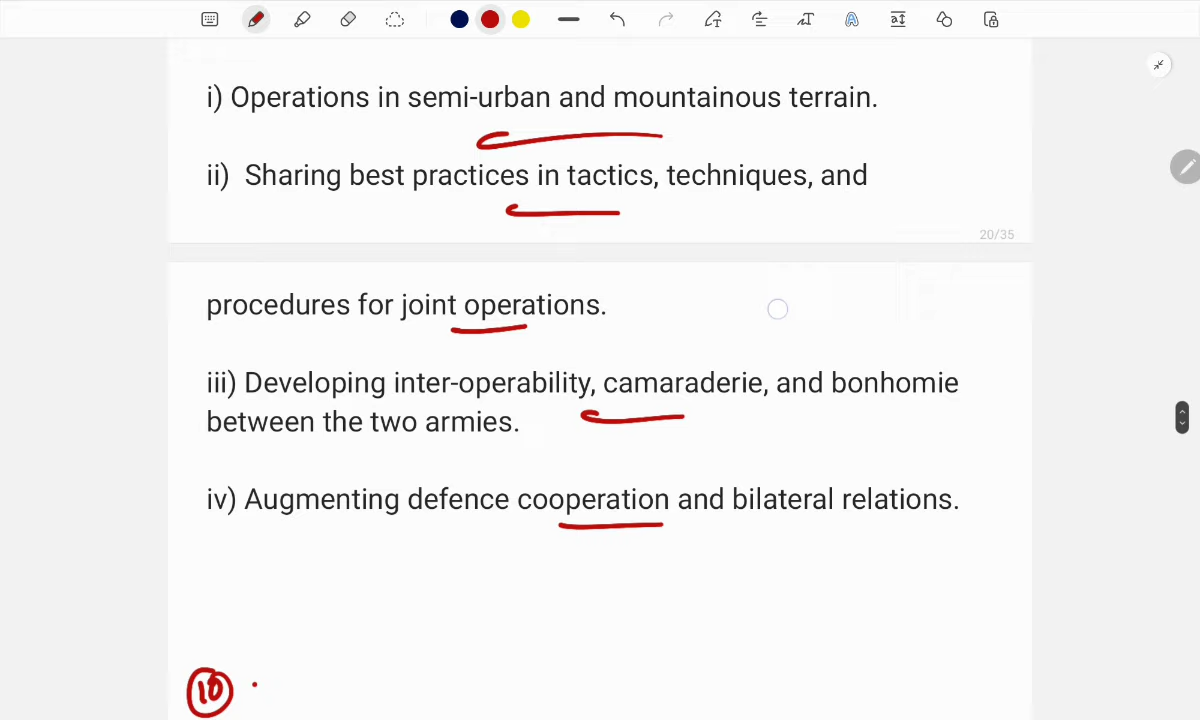 i) Operations in semi-urban and mountainous terrain.
ii) Sharing best practices in tactics, techniques, and
20/35
procedures for joint operations.
iii) Developing inter-operability, camaraderie, and bonhomie
between the two armies.
iv) Augmenting defence cooperation and bilateral relations.
10